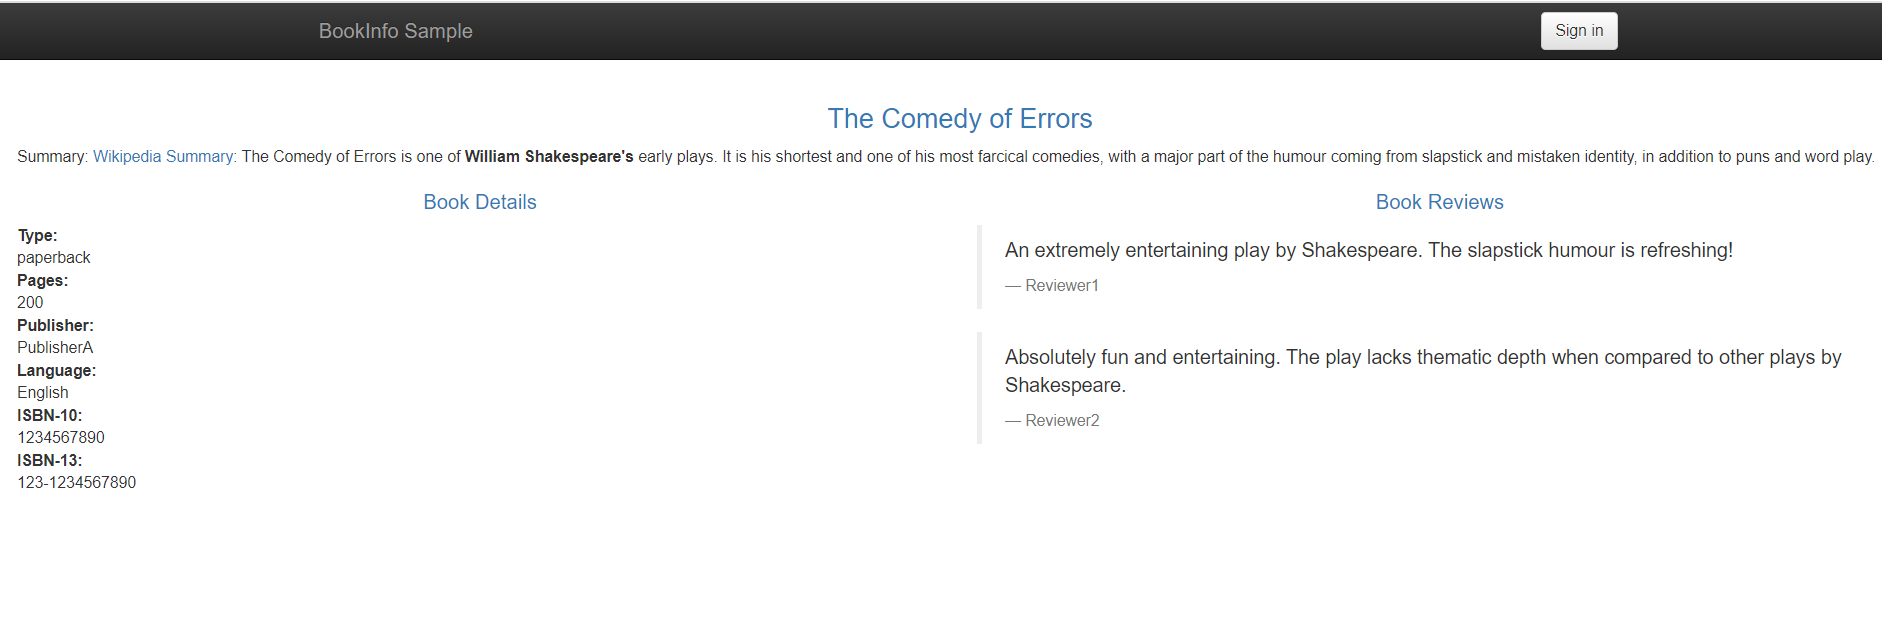 BookInfo Sample
Sign in
The Comedy of Errors
Summary: Wikipedia Summary: The Comedy of Errors is one of William Shakespeare's early plays. It is his shortest and one of his most farcical comedies, with a major part of the humour coming from slapstick and mistaken identity, in addition to puns and word play.
Book Details
Type:
paperback
Pages:
200
Publisher:
PublisherA
Language:
English
ISBN-10:
1234567890
ISBN-13:
123-1234567890
Book Reviews
An extremely entertaining play by Shakespeare. The slapstick humour is refreshing!
— Reviewer1
Absolutely fun and entertaining. The play lacks thematic depth when compared to other plays by
Shakespeare.
— Reviewer2